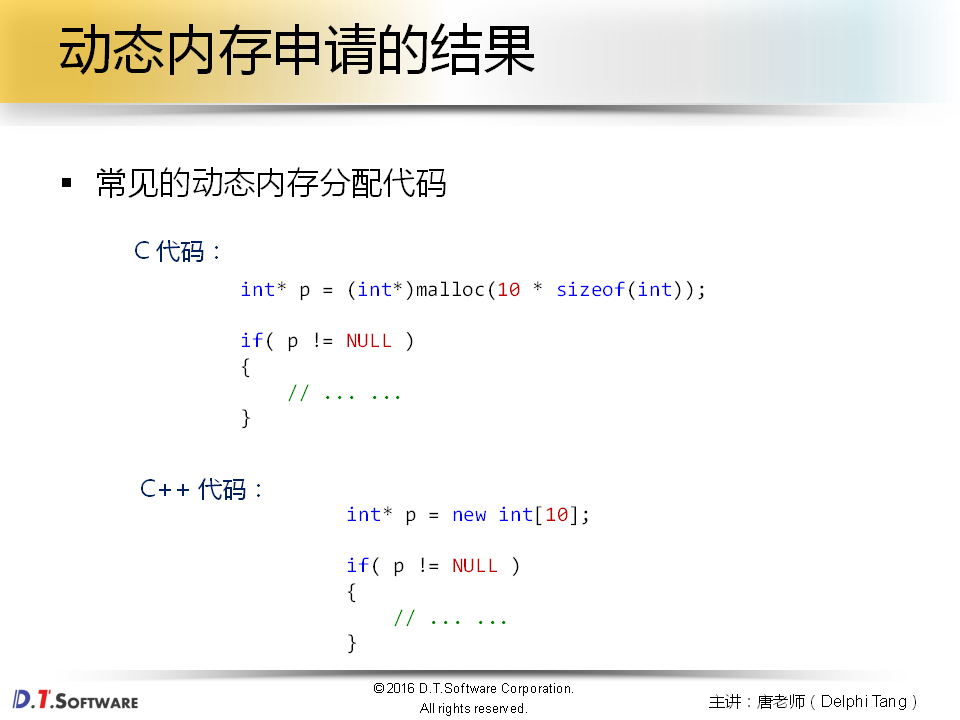 动态内存申请的结果
▪ 常见的动态内存分配代码
C 代码：
int* p = (int*)malloc(10 * sizeof(int));
if( p != NULL )
{
// ... ...
}
C++ 代码：
int* p = new int[10];
if( p != NULL )
{
// ... ...
}
D.T.SOFTWARE
©2016 D.T.Software Corporation.
All rights reserved.
主讲：唐老师（Delphi Tang）